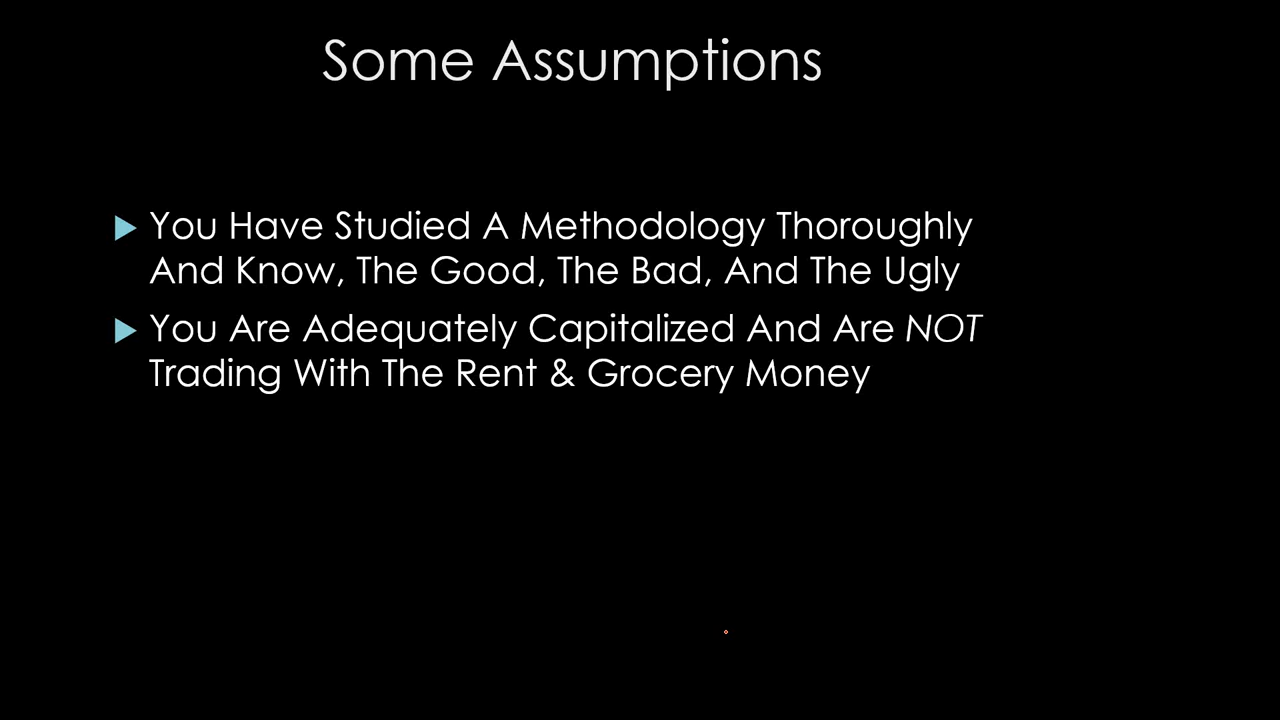 Some Assumptions
You Have Studied A Methodology Thoroughly
And Know, The Good, The Bad, And The Ugly
You Are Adequately Capitalized And Are NOT
Trading With The Rent & Grocery Money